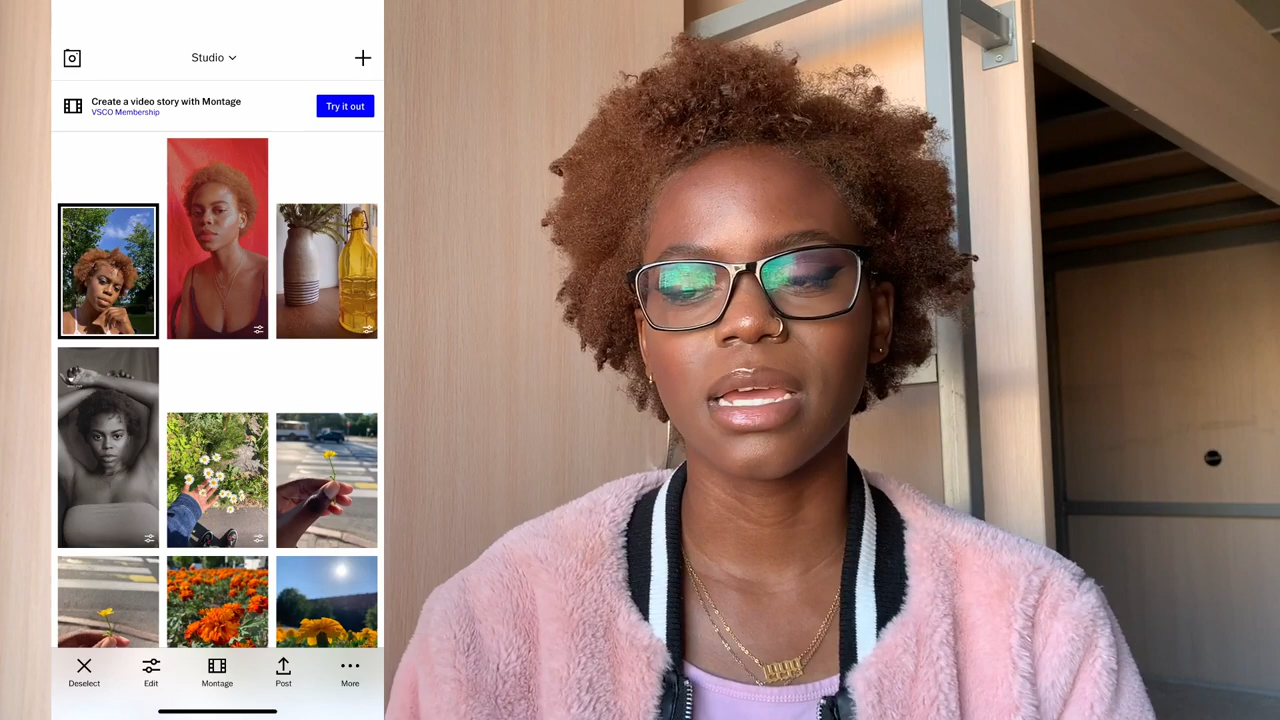 Studio
Create a video story with Montage
VSCO Membership
Try it out
Deselect
Edit
Montage
Post
More